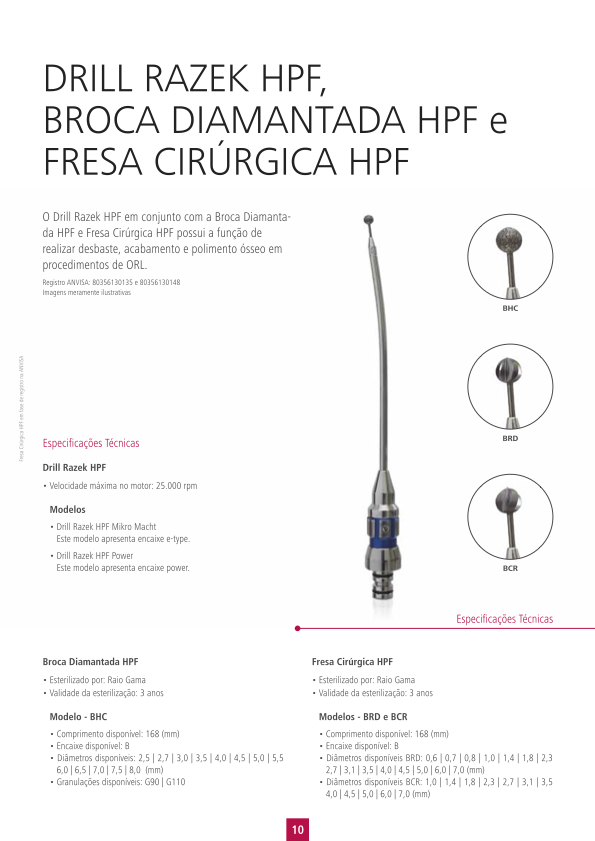 DRILL RAZEK HPF,
BROCA DIAMANTADA HPF e
FRESA CIRÚRGICA HPF
O Drill Razek HPF em conjunto com a Broca Diamanta-
da HPF e Fresa Cirúrgica HPF possui a função de
realizar desbaste, acabamento e polimento ósseo em
procedimentos de ORL.
Registro ANVISA: 80356130135 e 80356130148
Imagens meramente ilustrativas
BHC
BRD
BCR
Fresa Cirúrgica HPF em fase de registro na ANVISA
Especificações Técnicas
Drill Razek HPF
• Velocidade máxima no motor: 25.000 rpm
Modelos
• Drill Razek HPF Mikro Macht
Este modelo apresenta encaixe e-type.
• Drill Razek HPF Power
Este modelo apresenta encaixe power.
Especificações Técnicas
Broca Diamantada HPF
• Esterilizado por: Raio Gama
• Validade da esterilização: 3 anos
Modelo - BHC
• Comprimento disponível: 168 (mm)
• Encaixe disponível: B
• Diâmetros disponíveis: 2,5 | 2,7 | 3,0 | 3,5 | 4,0 | 4,5 | 5,0 | 5,5
6,0 | 6,5 | 7,0 | 7,5 | 8,0 (mm)
• Granulações disponíveis: G90 | G110
Fresa Cirúrgica HPF
• Esterilizado por: Raio Gama
• Validade da esterilização: 3 anos
Modelos - BRD e BCR
• Comprimento disponível: 168 (mm)
• Encaixe disponível: B
• Diâmetros disponíveis BRD: 0,6 | 0,7 | 0,8 | 1,0 | 1,4 | 1,8 | 2,3
2,7 | 3,1 | 3,5 | 4,0 | 4,5 | 5,0 | 6,0 | 7,0 (mm)
• Diâmetros disponíveis BCR: 1,0 | 1,4 | 1,8 | 2,3 | 2,7 | 3,1 | 3,5
4,0 | 4,5 | 5,0 | 6,0 | 7,0 (mm)
10